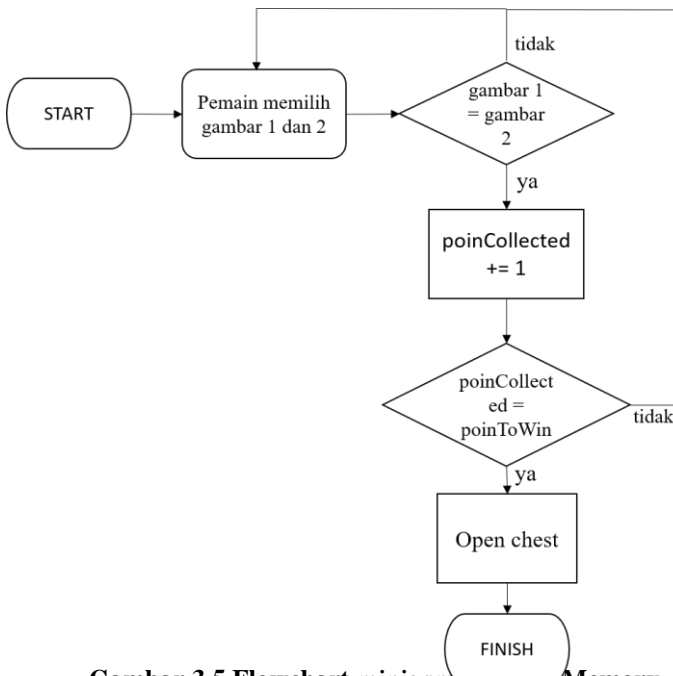 tidak
START
Pemain memilih
gambar 1 dan 2
gambar 1
= gambar
2
ya
poinCollected
+= 1
poinCollect
ed =
poinToWin
tidak
ya
Open chest
FINISH
Gambar 3.5 Flowchart Memory